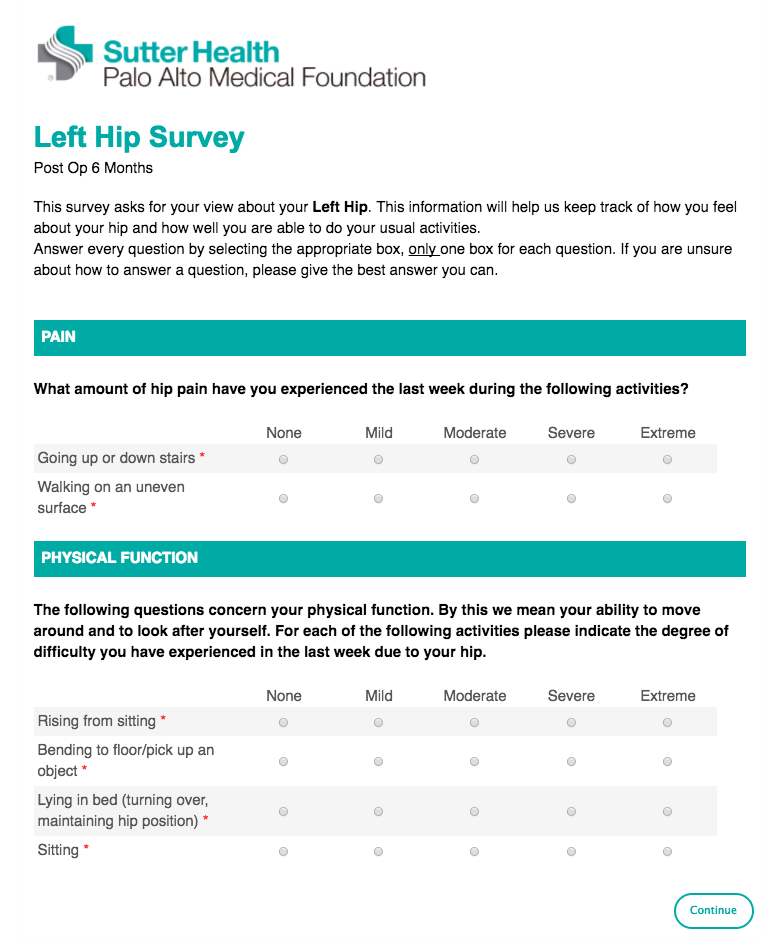 Sutter Health
Palo Alto Medical Foundation
®
Left Hip Survey
Post Op 6 Months
This survey asks for your view about your Left Hip. This information will help us keep track of how you feel
about your hip and how well you are able to do your usual activities.
Answer every question by selecting the appropriate box, only one box for each question. If you are unsure
about how to answer a question, please give the best answer you can.
PAIN
What amount of hip pain have you experienced the last week during the following activities?
None Mild Moderate Severe Extreme
Going up or down stairs *
Walking on an uneven
surface *
PHYSICAL FUNCTION
The following questions concern your physical function. By this we mean your ability to move
around and to look after yourself. For each of the following activities please indicate the degree of
difficulty you have experienced in the last week due to your hip.
None Mild Moderate Severe Extreme
Rising from sitting *
Bending to floor/pick up an
object *
Lying in bed (turning over,
maintaining hip position) *
Sitting *
Continue